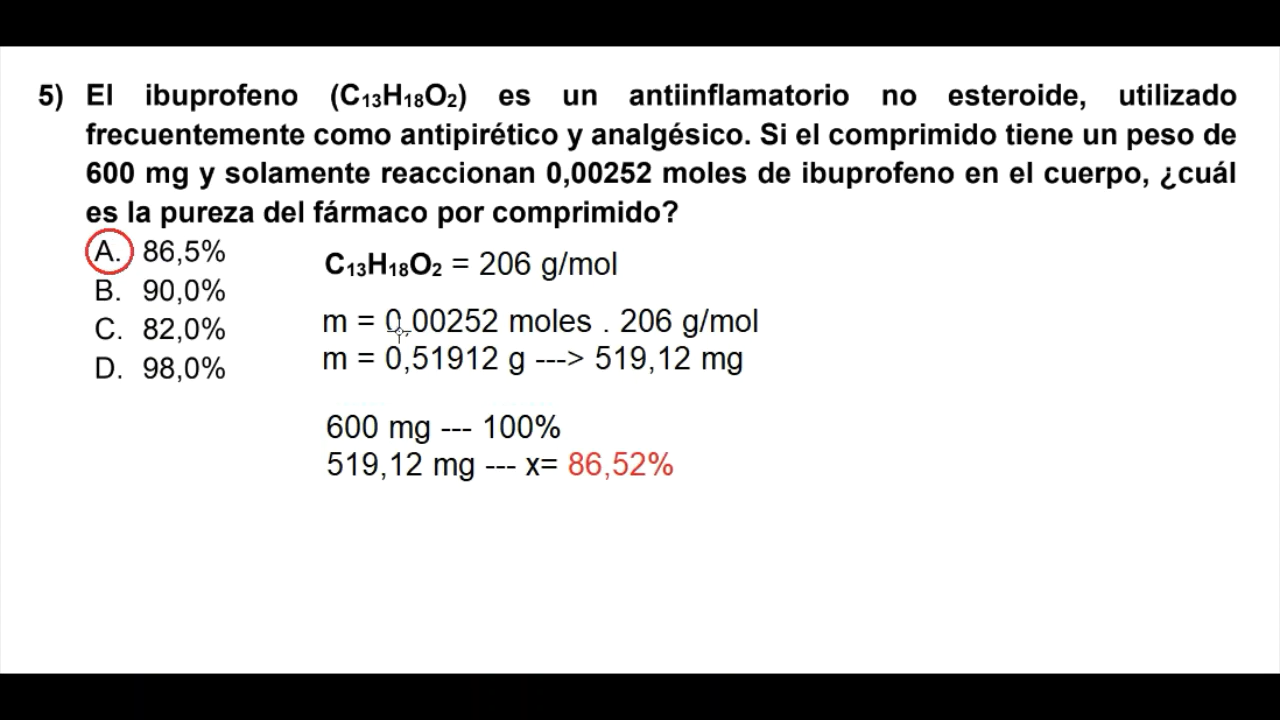 5) El ibuprofeno (C₁₃H₁₈O₂) es un antiinflamatorio no esteroide, utilizado
frecuentemente como antipirético y analgésico. Si el comprimido tiene un peso de
600 mg y solamente reaccionan 0,00252 moles de ibuprofeno en el cuerpo, ¿cuál
es la pureza del fármaco por comprimido?
A. 86,5%
B. 90,0%
C. 82,0%
D. 98,0%
C₁₃H₁₈O₂ = 206 g/mol
m = 0,00252 moles . 206 g/mol
m = 0,51912 g ---> 519,12 mg
600 mg --- 100%
519,12 mg --- x= 86,52%